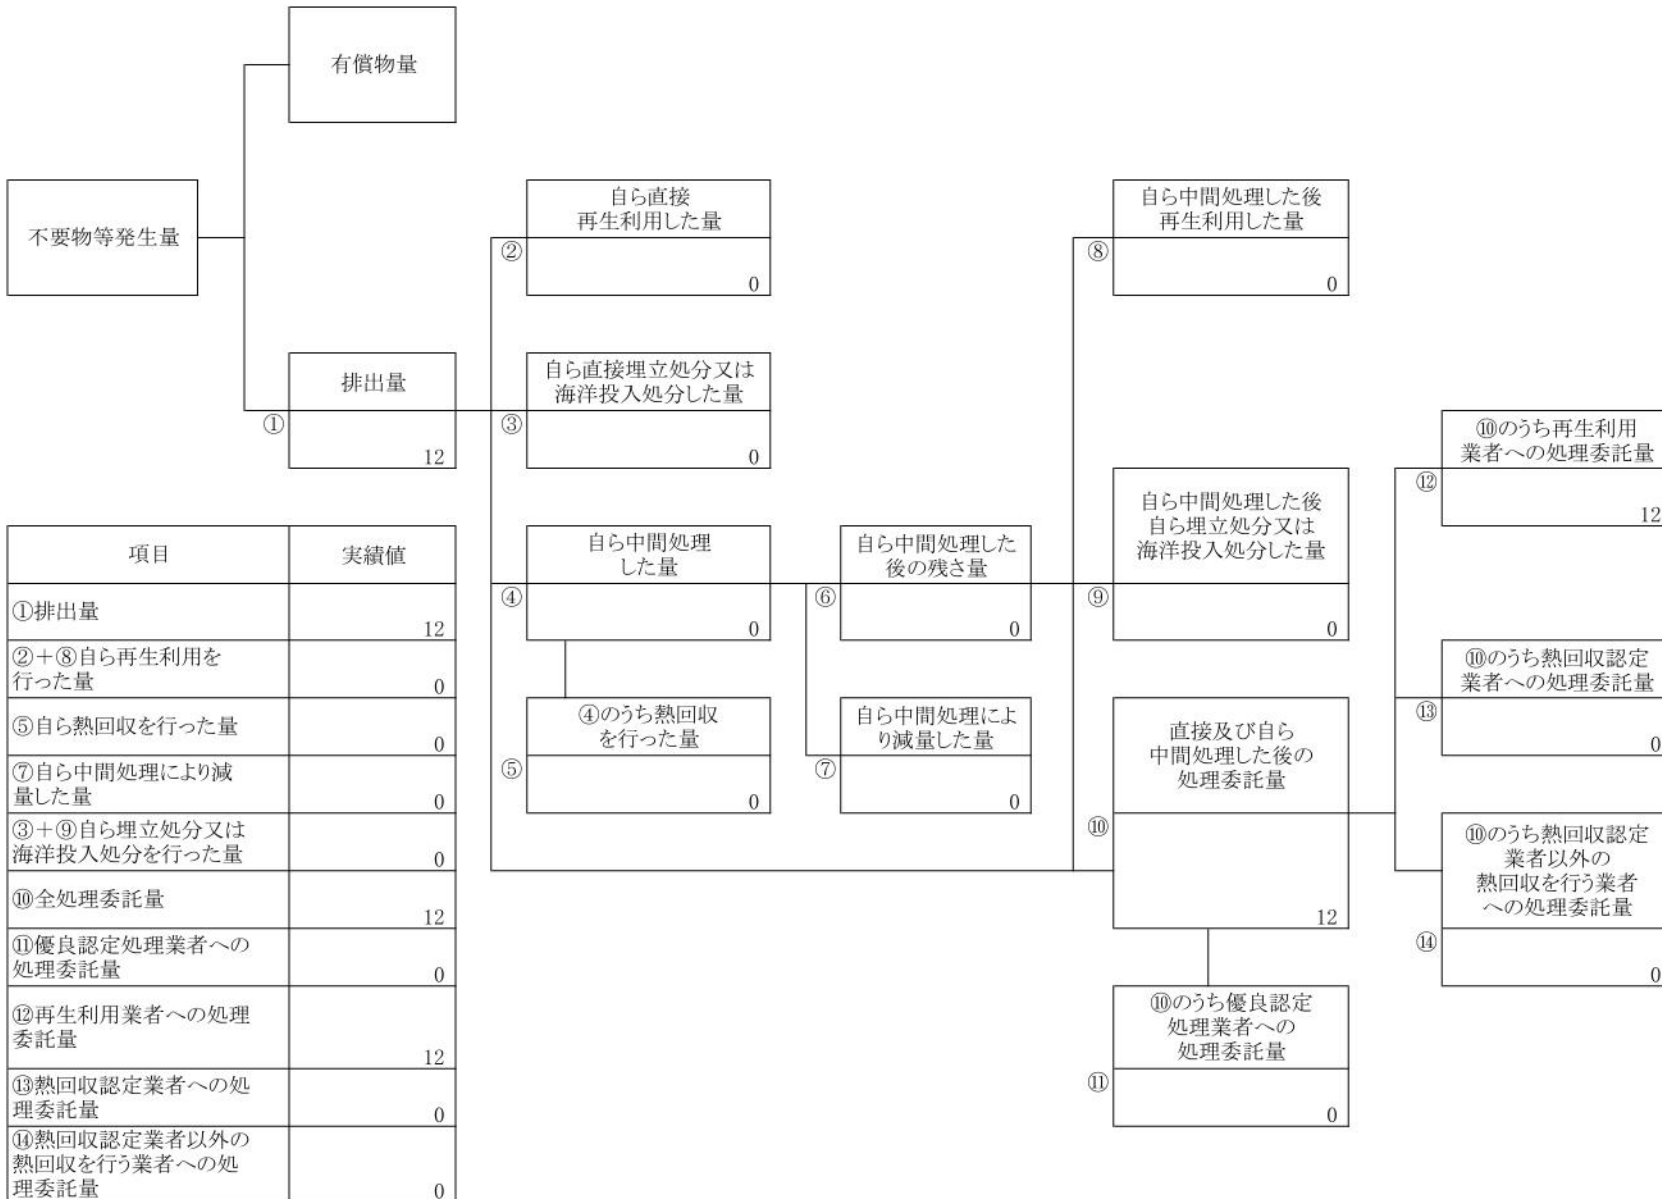 有償物量
不要物等発生量
自ら直接
再生利用した量
②
0
自ら中間処理した後
再生利用した量
⑧
0
排出量
①
12
自ら直接埋立処分又は
海洋投入処分した量
③
0
⑩のうち再生利用
業者への処理委託量
⑫
12
自ら中間処理
した量
④
0
自ら中間処理した
後の残さ量
⑥
0
自ら中間処理した後
自ら埋立処分又は
海洋投入処分した量
⑨
0
④のうち熱回収
を行った量
⑤
0
自ら中間処理によ
り減量した量
⑦
0
直接及び自ら
中間処理した後の
処理委託量
⑩
12
⑩のうち熱回収認定
業者への処理委託量
⑬
0
⑩のうち熱回収認定
業者以外の
熱回収を行う業者
への処理委託量
⑭
0
⑩のうち優良認定
処理業者への
処理委託量
⑪
0
項目 実績値
①排出量
12
②+⑧自ら再生利用を
行った量
0
⑤自ら熱回収を行った量
0
⑦自ら中間処理により減
量した量
0
③+⑨自ら埋立処分又は
海洋投入処分を行った量
0
⑩全処理委託量
12
⑪優良認定処理業者への
処理委託量
0
⑫再生利用業者への処理
委託量
12
⑬熱回収認定業者への処
理委託量
0
⑭熱回収認定業者以外の
熱回収を行う業者への処
理委託量
0